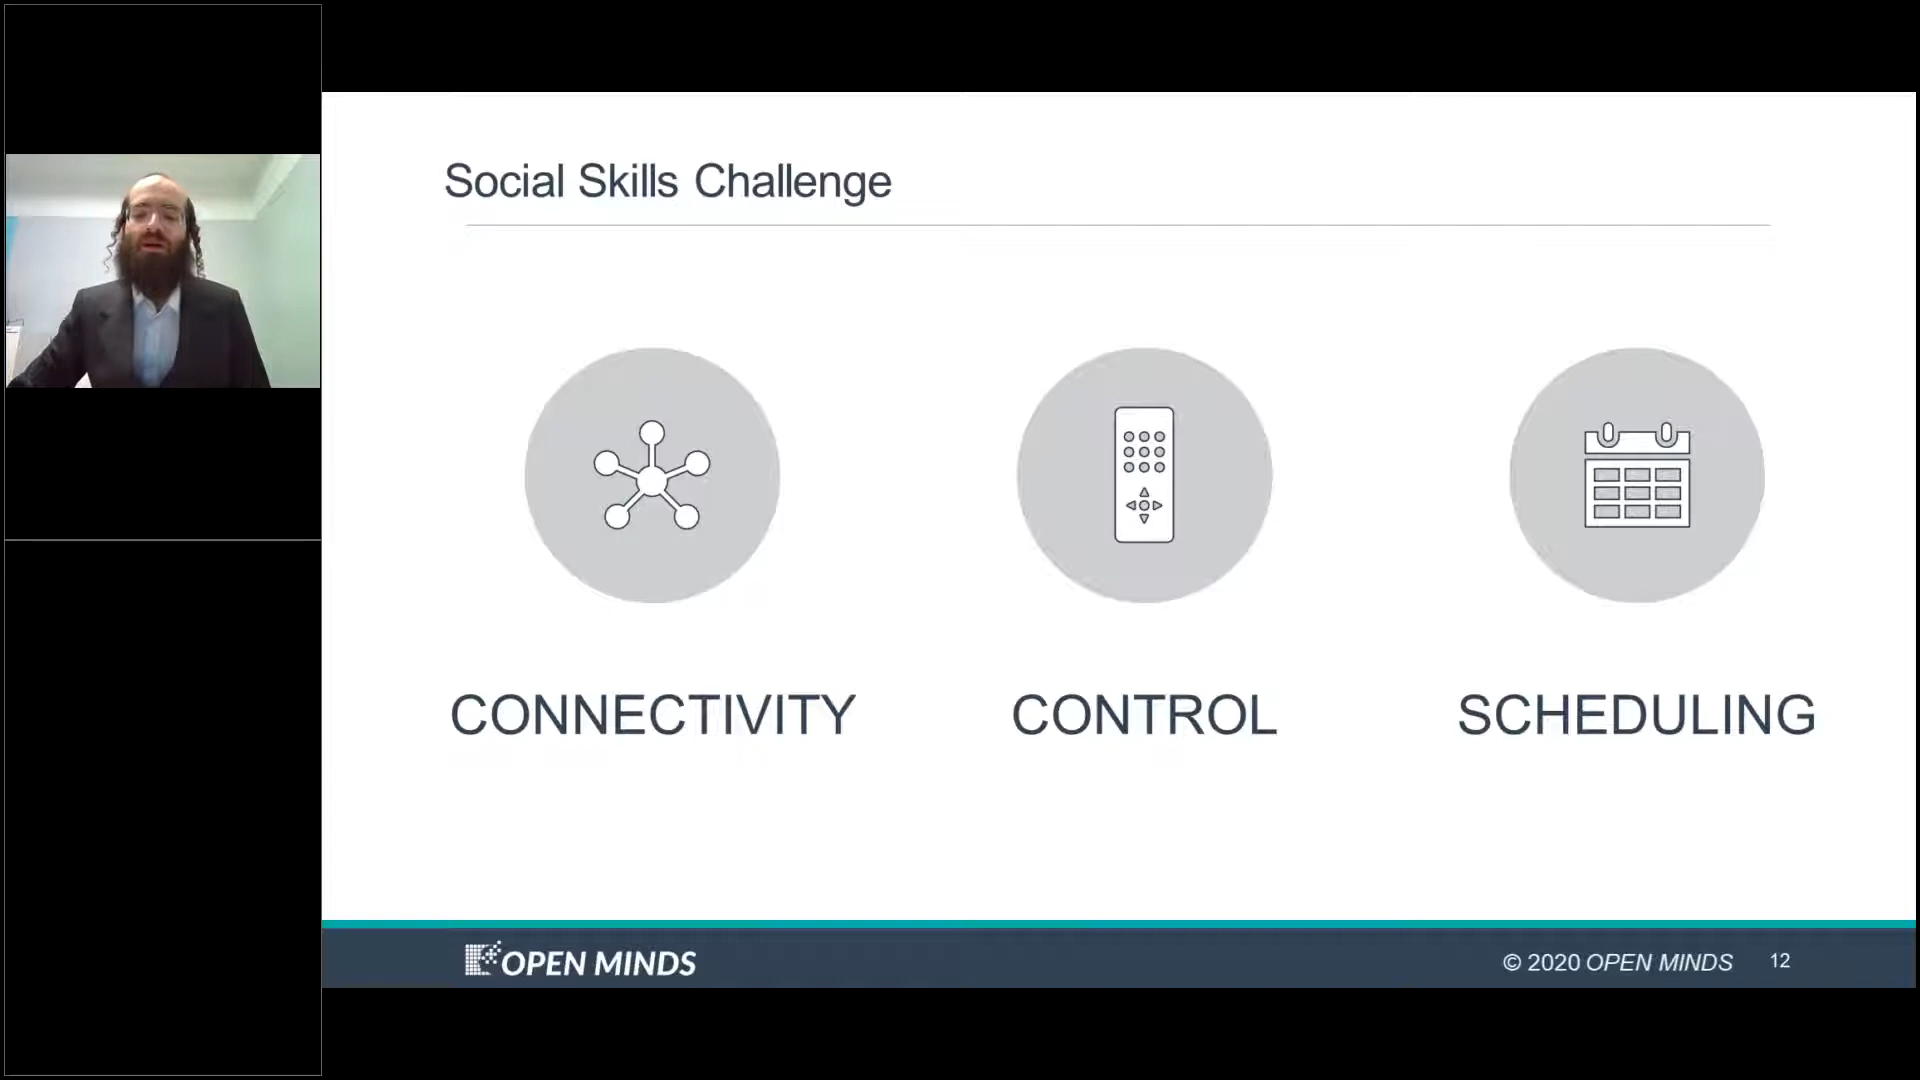 Social Skills Challenge
CONNECTIVITY
CONTROL
SCHEDULING
OPEN MINDS
© 2020 OPEN MINDS
12